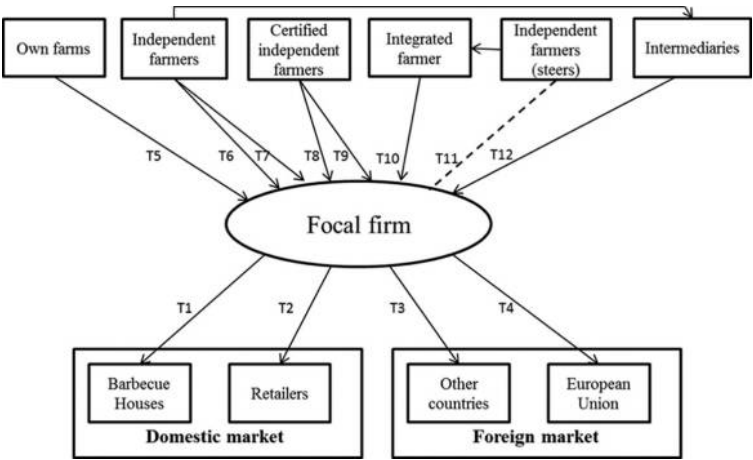 Own farms
Independent
farmers
Certified
independent
farmers
Integrated
farmer
Independent
farmers
(steers)
Intermediaries
T5
T6
T7
T8
T9
T10
T11
T12
Focal firm
T1
T2
T3
T4
Barbecue
Houses
Retailers
Other
countries
European
Union
Domestic market
Foreign market